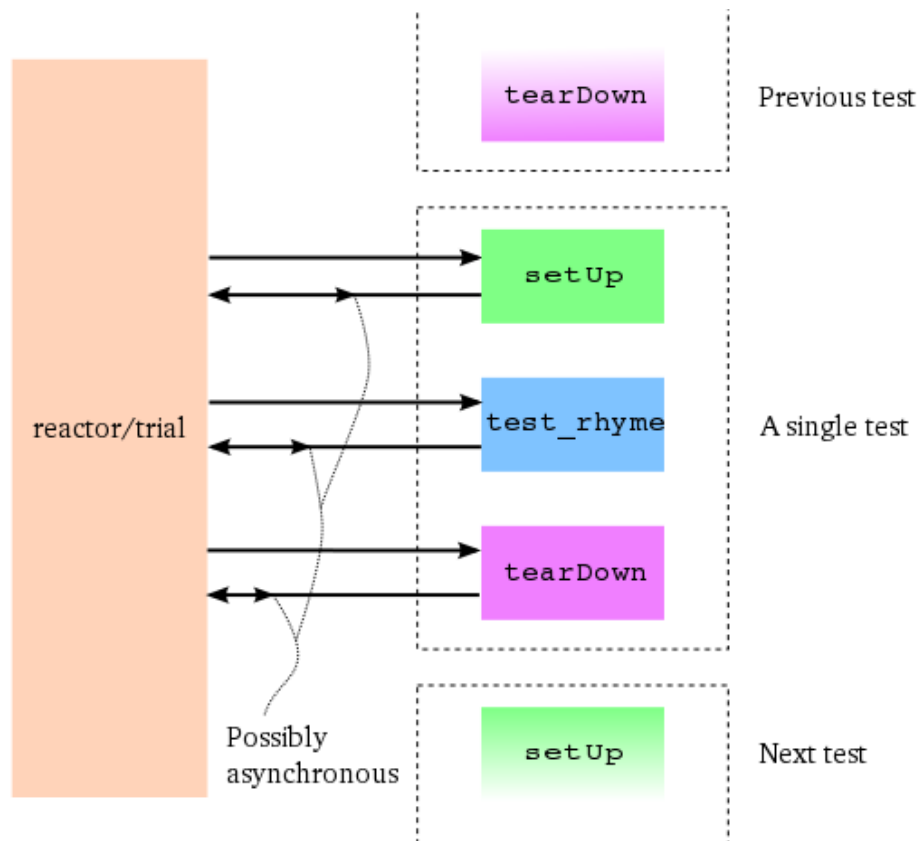 tearDown
Previous test
setUp
reactor/trial
test_rhyme
A single test
tearDown
Possibly
asynchronous
setUp
Next test